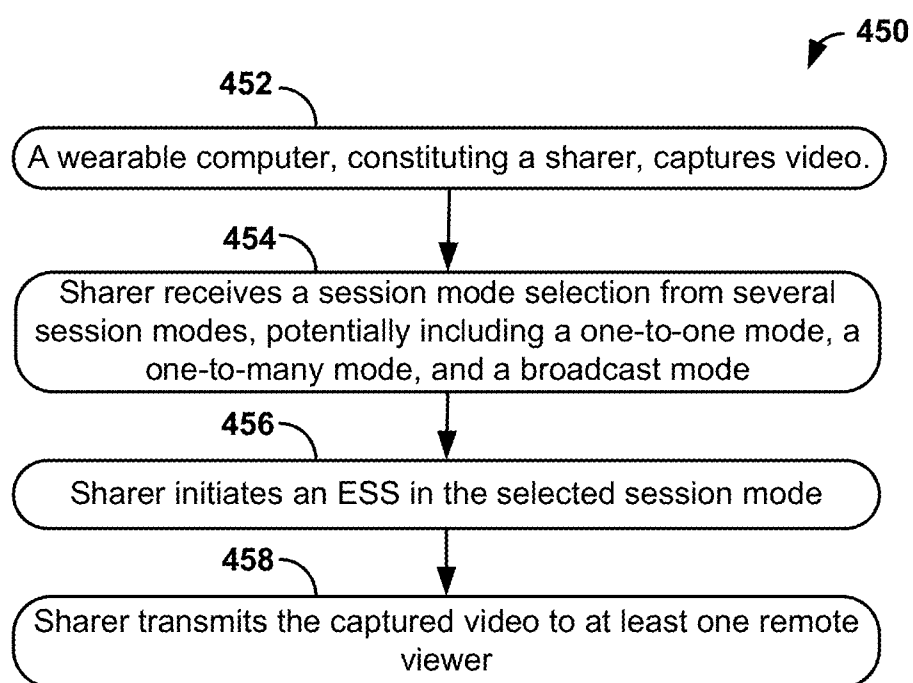 450
452
A wearable computer, constituting a sharer, captures video.
454
Sharer receives a session mode selection from several
session modes, potentially including a one-to-one mode, a
one-to-many mode, and a broadcast mode
456
Sharer initiates an ESS in the selected session mode
458
Sharer transmits the captured video to at least one remote
viewer